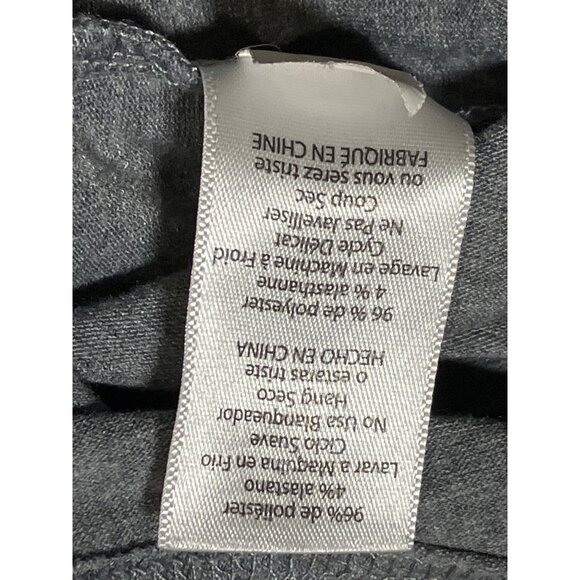 96% de poliéster
4% alastano
Lavar a Maquina en Frio
Ciclo Suave
No Usa Blanqueador
Hang Seco
o estaras triste
HECHO EN CHINA
96 % de polyester
4 % alasthanne
Lavage en Machine à Froid
Cycle Délicat
Ne Pas Javelliser
Coup Sec
ou vous serez triste
FABRIQUÉ EN CHINE